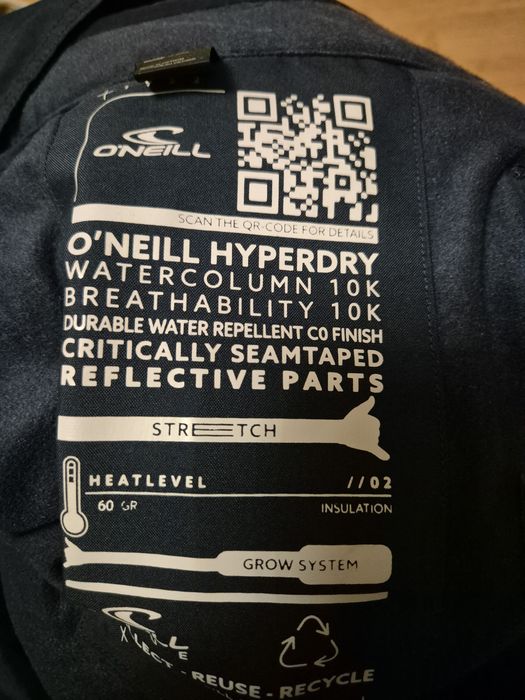 O'NEILL
SCAN THE QR-CODE FOR DETAILS
O'NEILL HYPERDRY
WATERCOLUMN 10K
BREATHABILITY 10K
DURABLE WATER REPELLENT C0 FINISH
CRITICALLY SEAMTAPED
REFLECTIVE PARTS
STRETCH
HEATLEVEL //02
60 GR INSULATION
GROW SYSTEM
- REUSE - RECYCLE